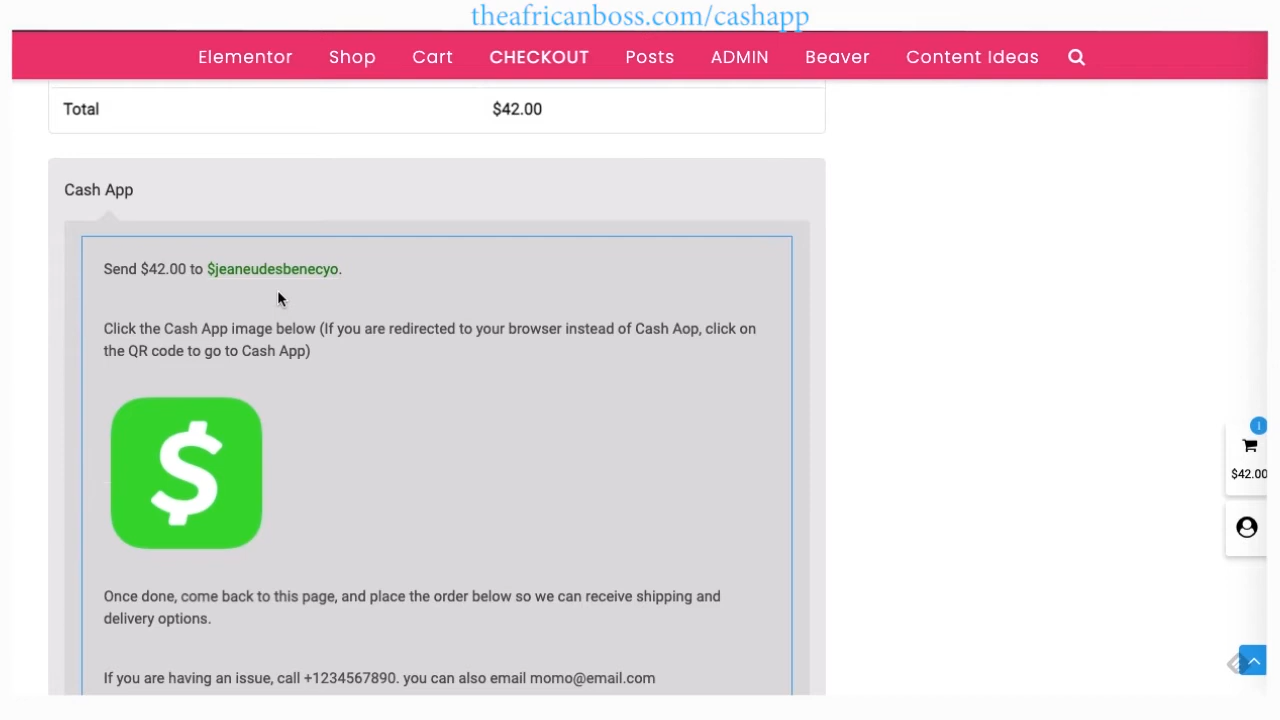 theafricanboss.com/cashapp
Elementor Shop Cart CHECKOUT Posts ADMIN Beaver Content Ideas
Total $42.00
Cash App
Send $42.00 to $jeaneudesbenecyo.
Click the Cash App image below (If you are redirected to your browser instead of Cash Aop, click on
the QR code to go to Cash App)
$
1
$42.00
Once done, come back to this page, and place the order below so we can receive shipping and
delivery options.
If you are having an issue, call +1234567890. you can also email momo@email.com